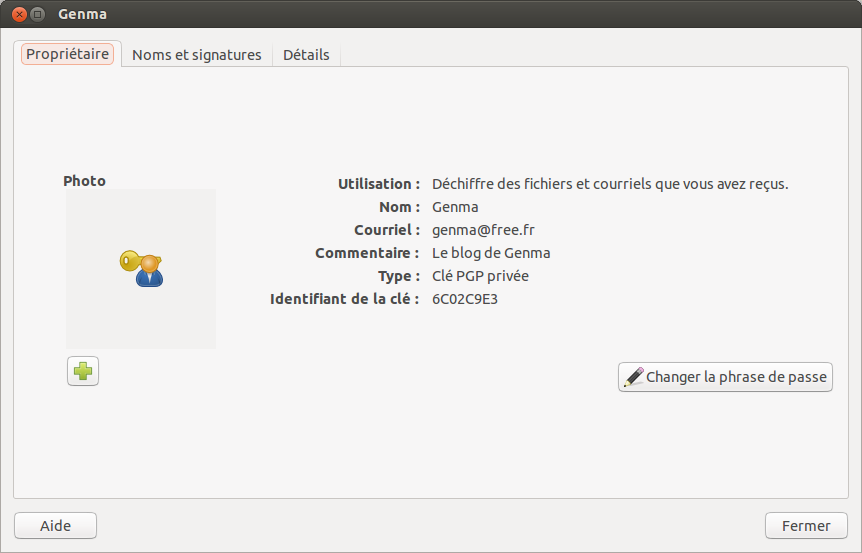 Genma
Propriétaire
Noms et signatures
Détails
Photo
Utilisation : Déchiffre des fichiers et courriels que vous avez reçus.
Nom : Genma
Courriel : genma@free.fr
Commentaire : Le blog de Genma
Type : Clé PGP privée
Identifiant de la clé : 6C02C9E3
Changer la phrase de passe
Aide
Fermer